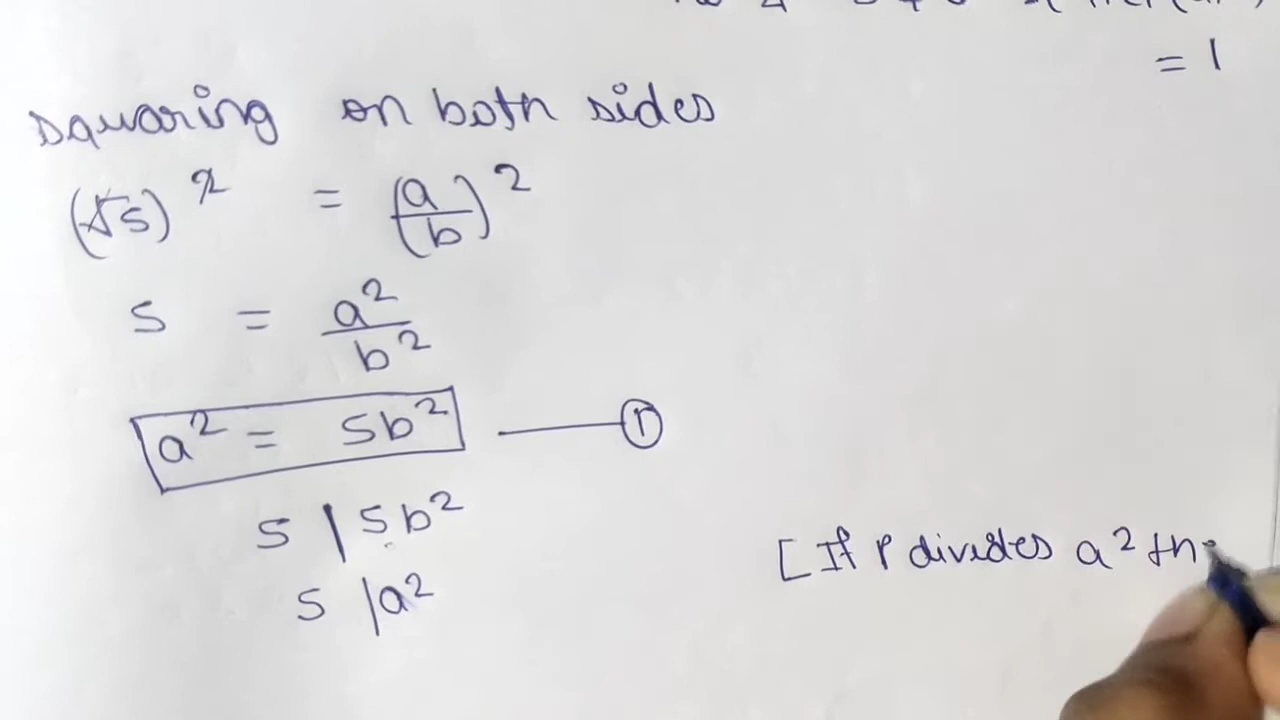 = 1
squaring on both sides
(√5)² = (a/b)²
5 = a²/b²
a² = 5b² —— ①
5 | 5b²
5 | a²
[If p divides a² the